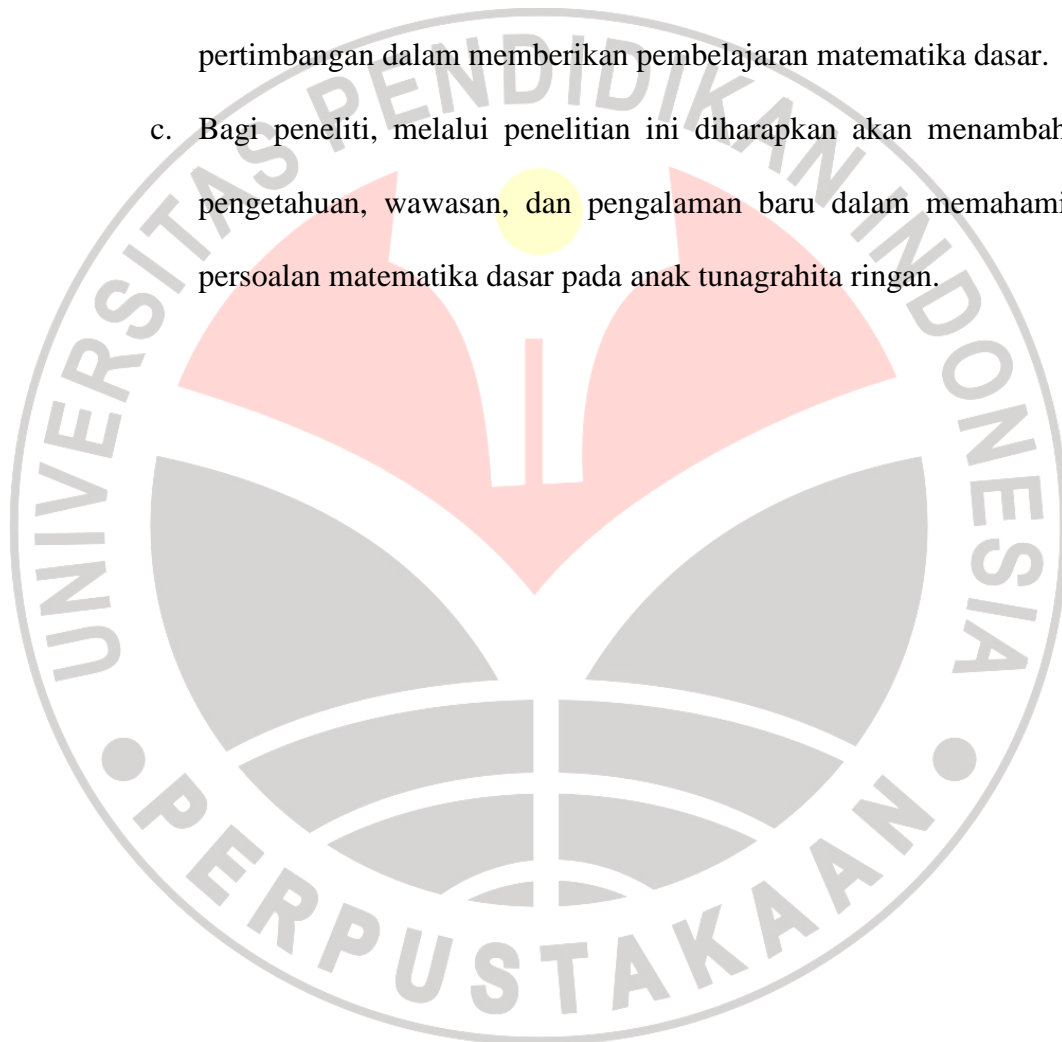 pertimbangan dalam memberikan pembelajaran matematika dasar.
c. Bagi peneliti, melalui penelitian ini diharapkan akan menambah
pengetahuan, wawasan, dan pengalaman baru dalam memahami
persoalan matematika dasar pada anak tunagrahita ringan.
UNIVERSITAS PENDIDIKAN INDONESIA
PERPUSTAKAAN